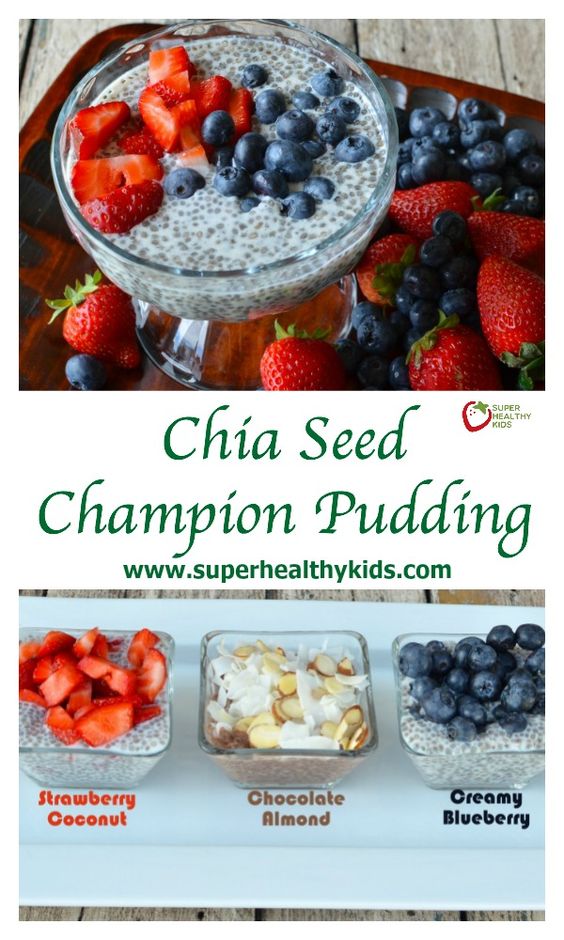 SUPER
HEALTHY
KIDS
Chia Seed
Champion Pudding
www.superhealthykids.com
Strawberry
Coconut
Chocolate
Almond
Creamy
Blueberry